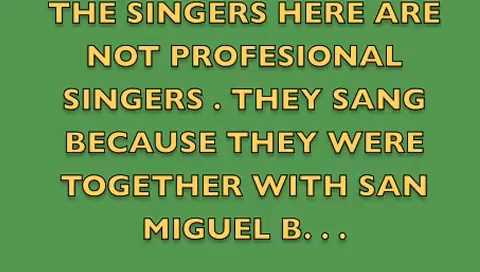 THE SINGERS HERE ARE
NOT PROFESIONAL
SINGERS . THEY SANG
BECAUSE THEY WERE
TOGETHER WITH SAN
MIGUEL B. . .